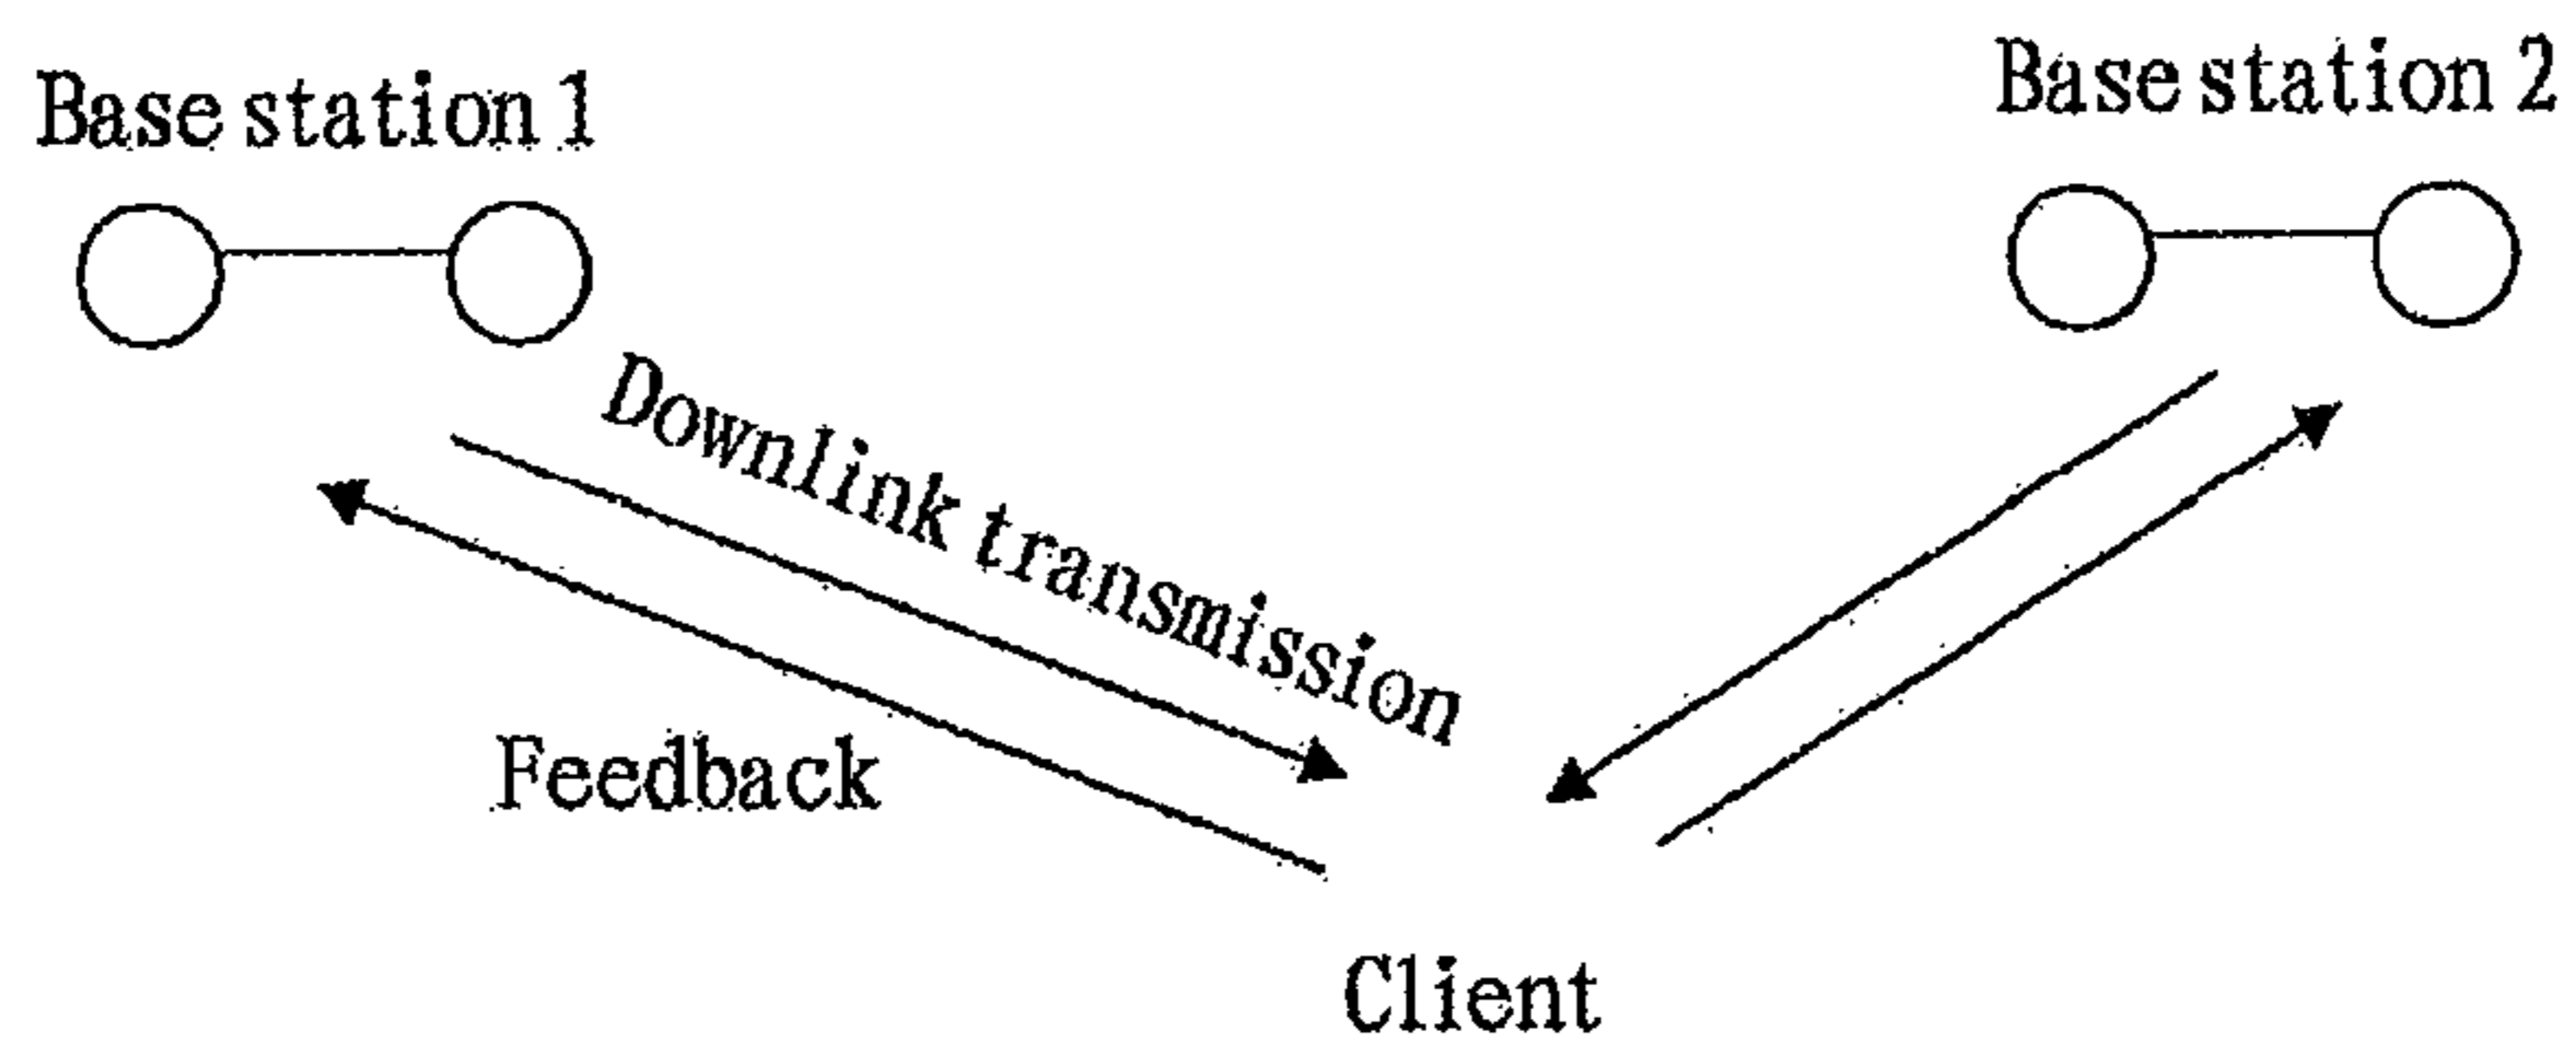 Base station 1
Base station 2
Downlink transmission
Feedback
Client